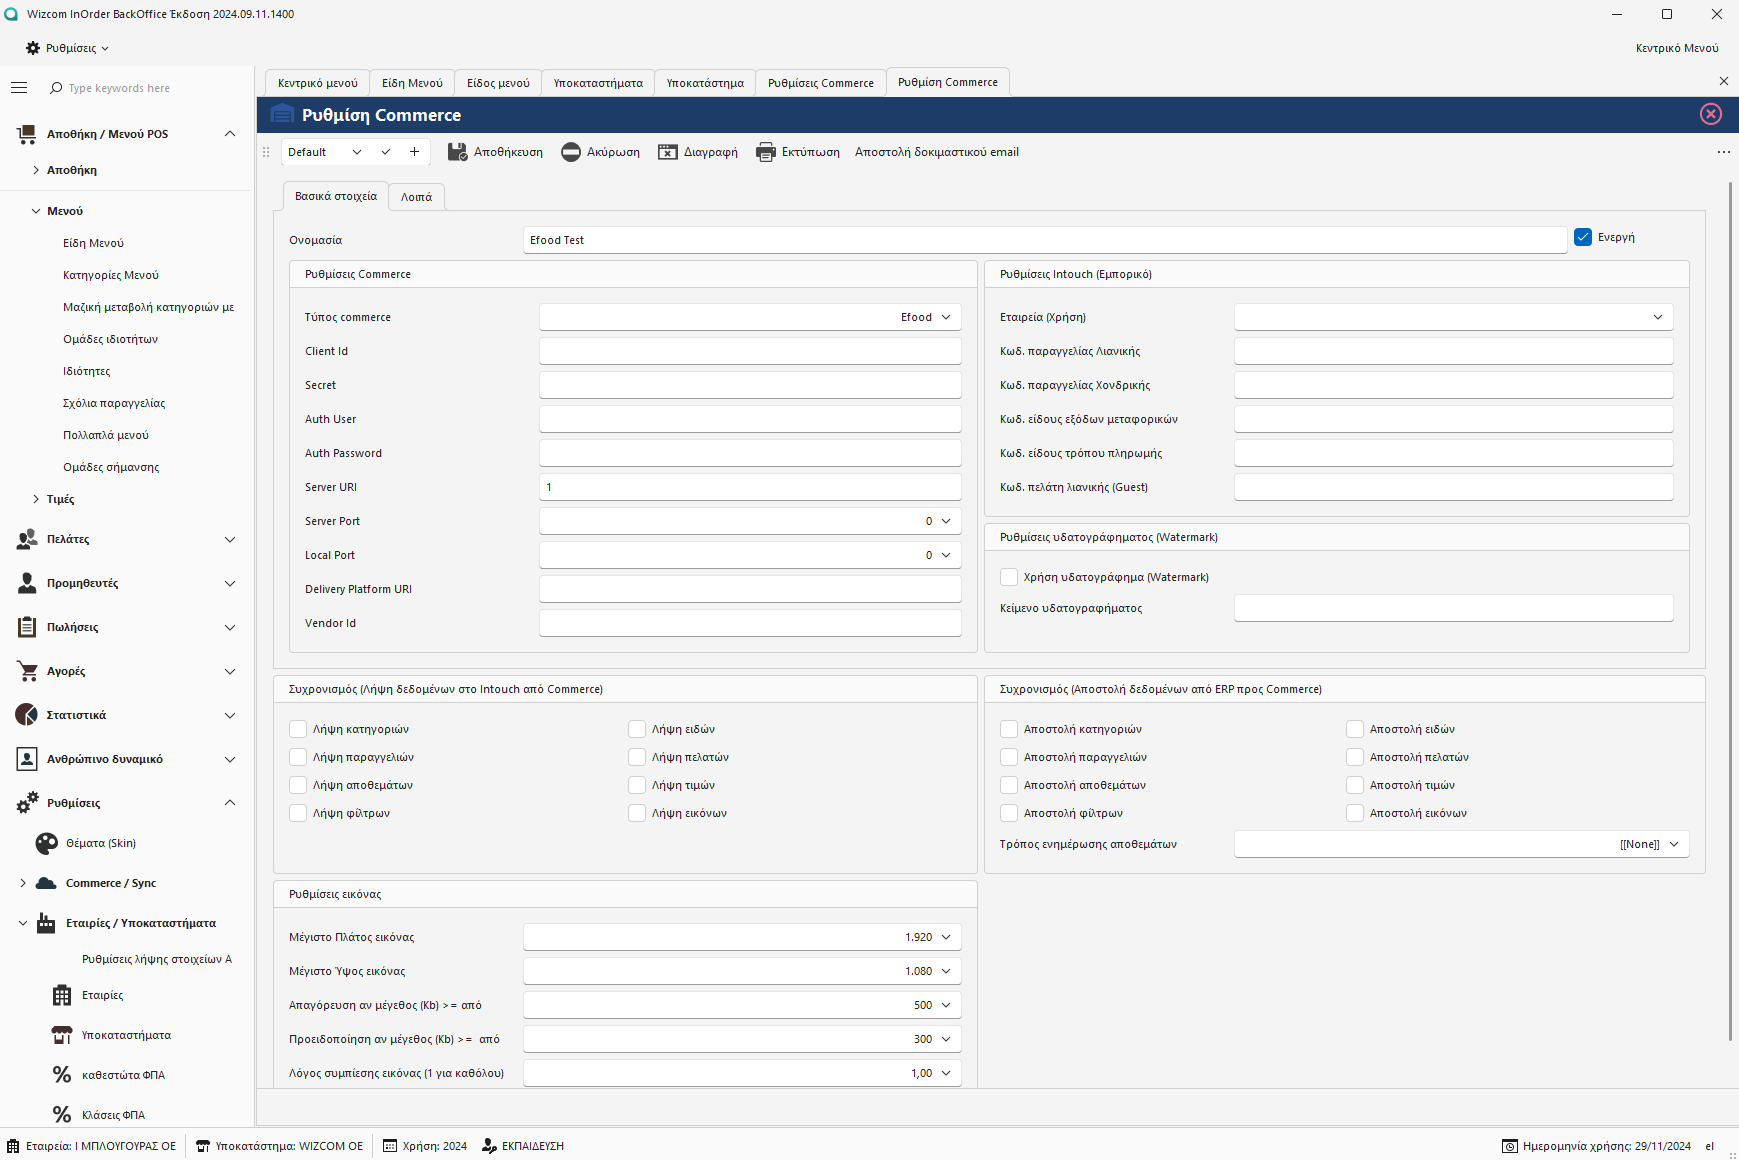 Wizcom InOrder BackOffice Έκδοση 2024.09.11.1400
Ρυθμίσεις
Κεντρικό Μενού
Type keywords here
Αποθήκη / Μενού POS
Αποθήκη
Μενού
Είδη Μενού
Κατηγορίες Μενού
Μαζική μεταβολή κατηγοριών με
Ομάδες ιδιοτήτων
Ιδιότητες
Σχόλια παραγγελίας
Πολλαπλά μενού
Ομάδες σήμανσης
Τιμές
Πελάτες
Προμηθευτές
Πωλήσεις
Αγορές
Στατιστικά
Ανθρώπινο δυναμικό
Ρυθμίσεις
Θέματα (Skin)
Commerce / Sync
Εταιρίες / Υποκαταστήματα
Ρυθμίσεις λήψης στοιχείων Α
Εταιρίες
Υποκαταστήματα
καθεστώτα ΦΠΑ
Κλάσεις ΦΠΑ
Κεντρικό μενού
Είδη Μενού
Είδος μενού
Υποκαταστήματα
Υποκατάστημα
Ρυθμίσεις Commerce
Ρυθμίση Commerce
Ρυθμίση Commerce
Default
Αποθήκευση
Ακύρωση
Διαγραφή
Εκτύπωση
Αποστολή δοκιμαστικού email
Βασικά στοιχεία
Λοιπά
Ονομασία
Efood Test
Ενεργή
Ρυθμίσεις Commerce
Τύπος commerce Efood
Client Id
Secret
Auth User
Auth Password
Server URI 1
Server Port 0
Local Port 0
Delivery Platform URI
Vendor Id
Ρυθμίσεις Intouch (Εμπορικό)
Εταιρεία (Χρήση)
Κωδ. παραγγελίας Λιανικής
Κωδ. παραγγελίας Χονδρικής
Κωδ. είδους εξόδων μεταφορικών
Κωδ. είδους τρόπου πληρωμής
Κωδ. πελάτη λιανικής (Guest)
Ρυθμίσεις υδατογράφηματος (Watermark)
Χρήση υδατογράφημα (Watermark)
Κείμενο υδατογραφήματος
Συχρονισμός (Λήψη δεδομένων στο Intouch από Commerce)
Λήψη κατηγοριών Λήψη ειδών
Λήψη παραγγελιών Λήψη πελατών
Λήψη αποθεμάτων Λήψη τιμών
Λήψη φίλτρων Λήψη εικόνων
Συχρονισμός (Αποστολή δεδομένων από ERP προς Commerce)
Αποστολή κατηγοριών Αποστολή ειδών
Αποστολή παραγγελιών Αποστολή πελατών
Αποστολή αποθεμάτων Αποστολή τιμών
Αποστολή φίλτρων Αποστολή εικόνων
Τρόπος ενημέρωσης αποθεμάτων [[None]]
Ρυθμίσεις εικόνας
Μέγιστο Πλάτος εικόνας 1.920
Μέγιστο Ύψος εικόνας 1.080
Απαγόρευση αν μέγεθος (Kb) >= από 500
Προειδοποίηση αν μέγεθος (Kb) >= από 300
Λόγος συμπίεσης εικόνας (1 για καθόλου) 1,00
Εταιρεία: Ι ΜΠΛΟΥΓΟΥΡΑΣ ΟΕ
Υποκατάστημα: WIZCOM OE
Χρήση: 2024
ΕΚΠΑΙΔΕΥΣΗ
Ημερομηνία χρήσης: 29/11/2024
el